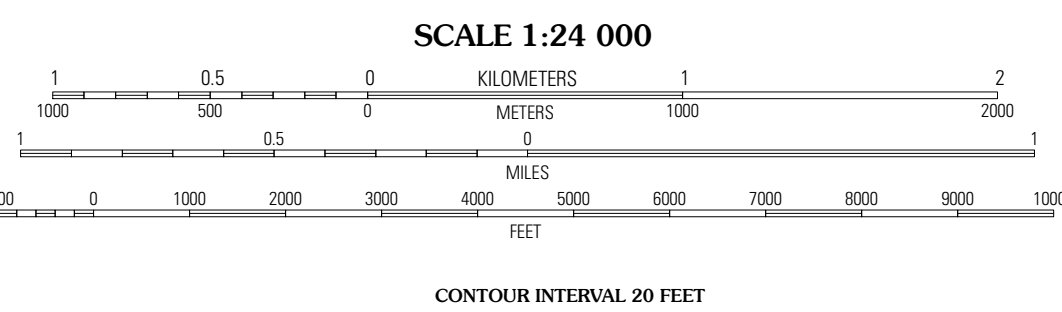 SCALE 1:24 000
1 0.5 0 KILOMETERS 1 2
1000 500 0 METERS 1000 2000
1 0.5 0 1
MILES
0 1000 2000 3000 4000 5000 6000 7000 8000 9000
FEET
CONTOUR INTERVAL 20 FEET